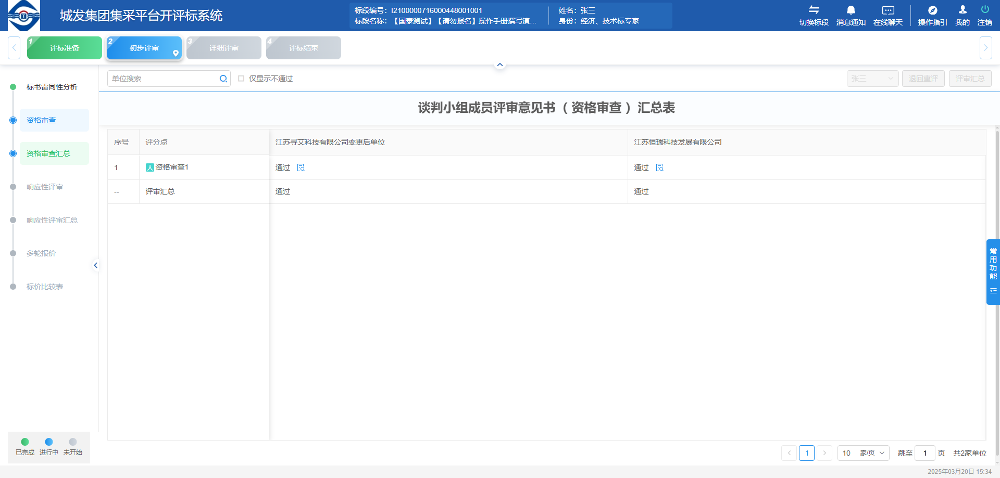 城发集团集采平台开评标系统
标段编号：I2100000716000448001001
标段名称：【国泰测试】【请勿报名】操作手册撰写演...
姓名：张三
身份：经济、技术标专家
切换标段
消息通知
在线聊天
操作指引
我的
注销
1
评标准备
2
初步评审
3
详细评审
4
评标结束
标书雷同性分析
资格审查
资格审查汇总
响应性评审
响应性评审汇总
多轮报价
标价比较表
已完成
进行中
未开始
单位搜索
仅显示不通过
张三
退回重评
评审汇总
谈判小组成员评审意见书（资格审查）汇总表
序号 评分点 江苏寻艾科技有限公司变更后单位 江苏恒瑞科技发展有限公司
1 人 资格审查1 通过 通过
-- 评审汇总 通过 通过
常用功能
1
10 家/页
跳至 1 页
共2家单位
2025年03月20日 15:34